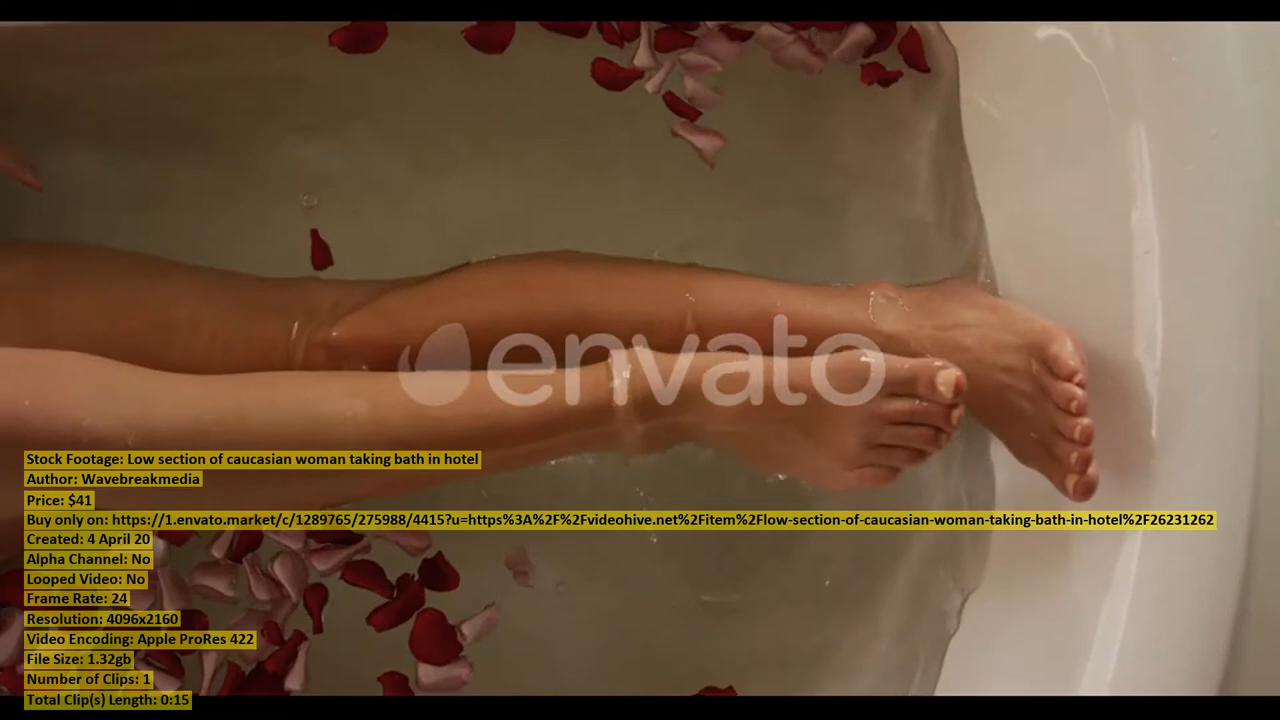 envato
Stock Footage: Low section of caucasian woman taking bath in hotel
Author: Wavebreakmedia
Price: $41
Buy only on: https://1.envato.market/c/1289765/275988/4415?u=https%3A%2F%2Fvideohive.net%2Fitem%2Flow-section-of-caucasian-woman-taking-bath-in-hotel%2F26231262
Created: 4 April 20
Alpha Channel: No
Looped Video: No
Frame Rate: 24
Resolution: 4096x2160
Video Encoding: Apple ProRes 422
File Size: 1.32gb
Number of Clips: 1
Total Clip(s) Length: 0:15